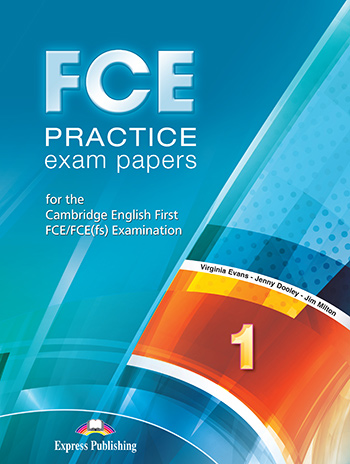 FCE
PRACTICE
exam papers
for the
Cambridge English First
FCE/FCE(fs) Examination
Virginia Evans - Jenny Dooley - Jim Milton
1
Express Publishing